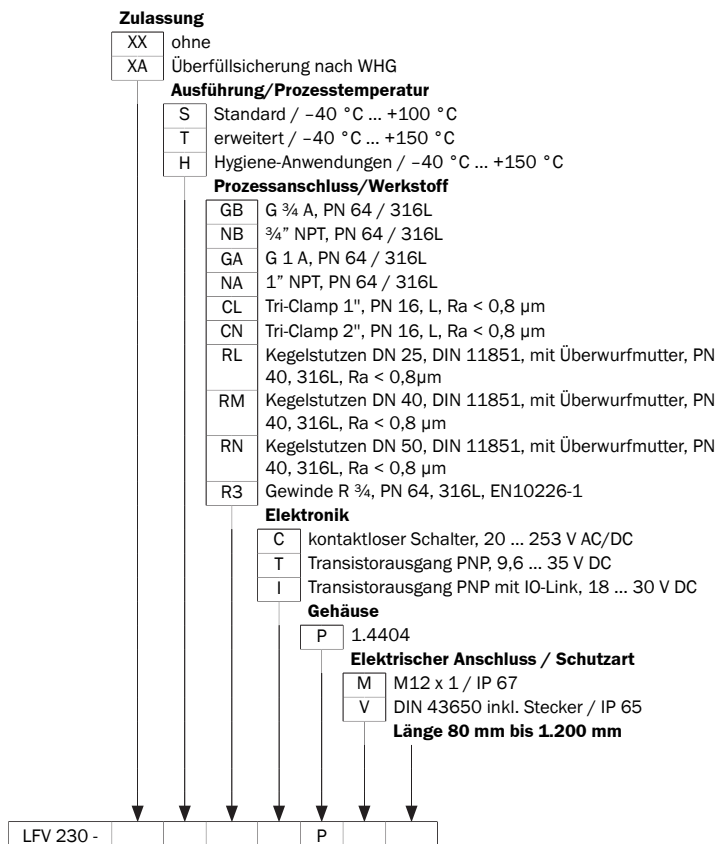 Zulassung
XX ohne
XA Überfüllsicherung nach WHG
Ausführung/Prozesstemperatur
S Standard / –40 °C ... +100 °C
T erweitert / –40 °C ... +150 °C
H Hygiene-Anwendungen / –40 °C ... +150 °C
Prozessanschluss/Werkstoff
GB G ¾ A, PN 64 / 316L
NB ¾” NPT, PN 64 / 316L
GA G 1 A, PN 64 / 316L
NA 1” NPT, PN 64 / 316L
CL Tri-Clamp 1", PN 16, L, Ra < 0,8 µm
CN Tri-Clamp 2", PN 16, L, Ra < 0,8 µm
RL Kegelstutzen DN 25, DIN 11851, mit Überwurfmutter, PN
40, 316L, Ra < 0,8µm
RM Kegelstutzen DN 40, DIN 11851, mit Überwurfmutter, PN
40, 316L, Ra < 0,8 µm
RN Kegelstutzen DN 50, DIN 11851, mit Überwurfmutter, PN
40, 316L, Ra < 0,8 µm
R3 Gewinde R ¾, PN 64, 316L, EN10226-1
Elektronik
C kontaktloser Schalter, 20 ... 253 V AC/DC
T Transistorausgang PNP, 9,6 ... 35 V DC
I Transistorausgang PNP mit IO-Link, 18 ... 30 V DC
Gehäuse
P 1.4404
Elektrischer Anschluss / Schutzart
M M12 x 1 / IP 67
V DIN 43650 inkl. Stecker / IP 65
Länge 80 mm bis 1.200 mm
LFV 230 - P